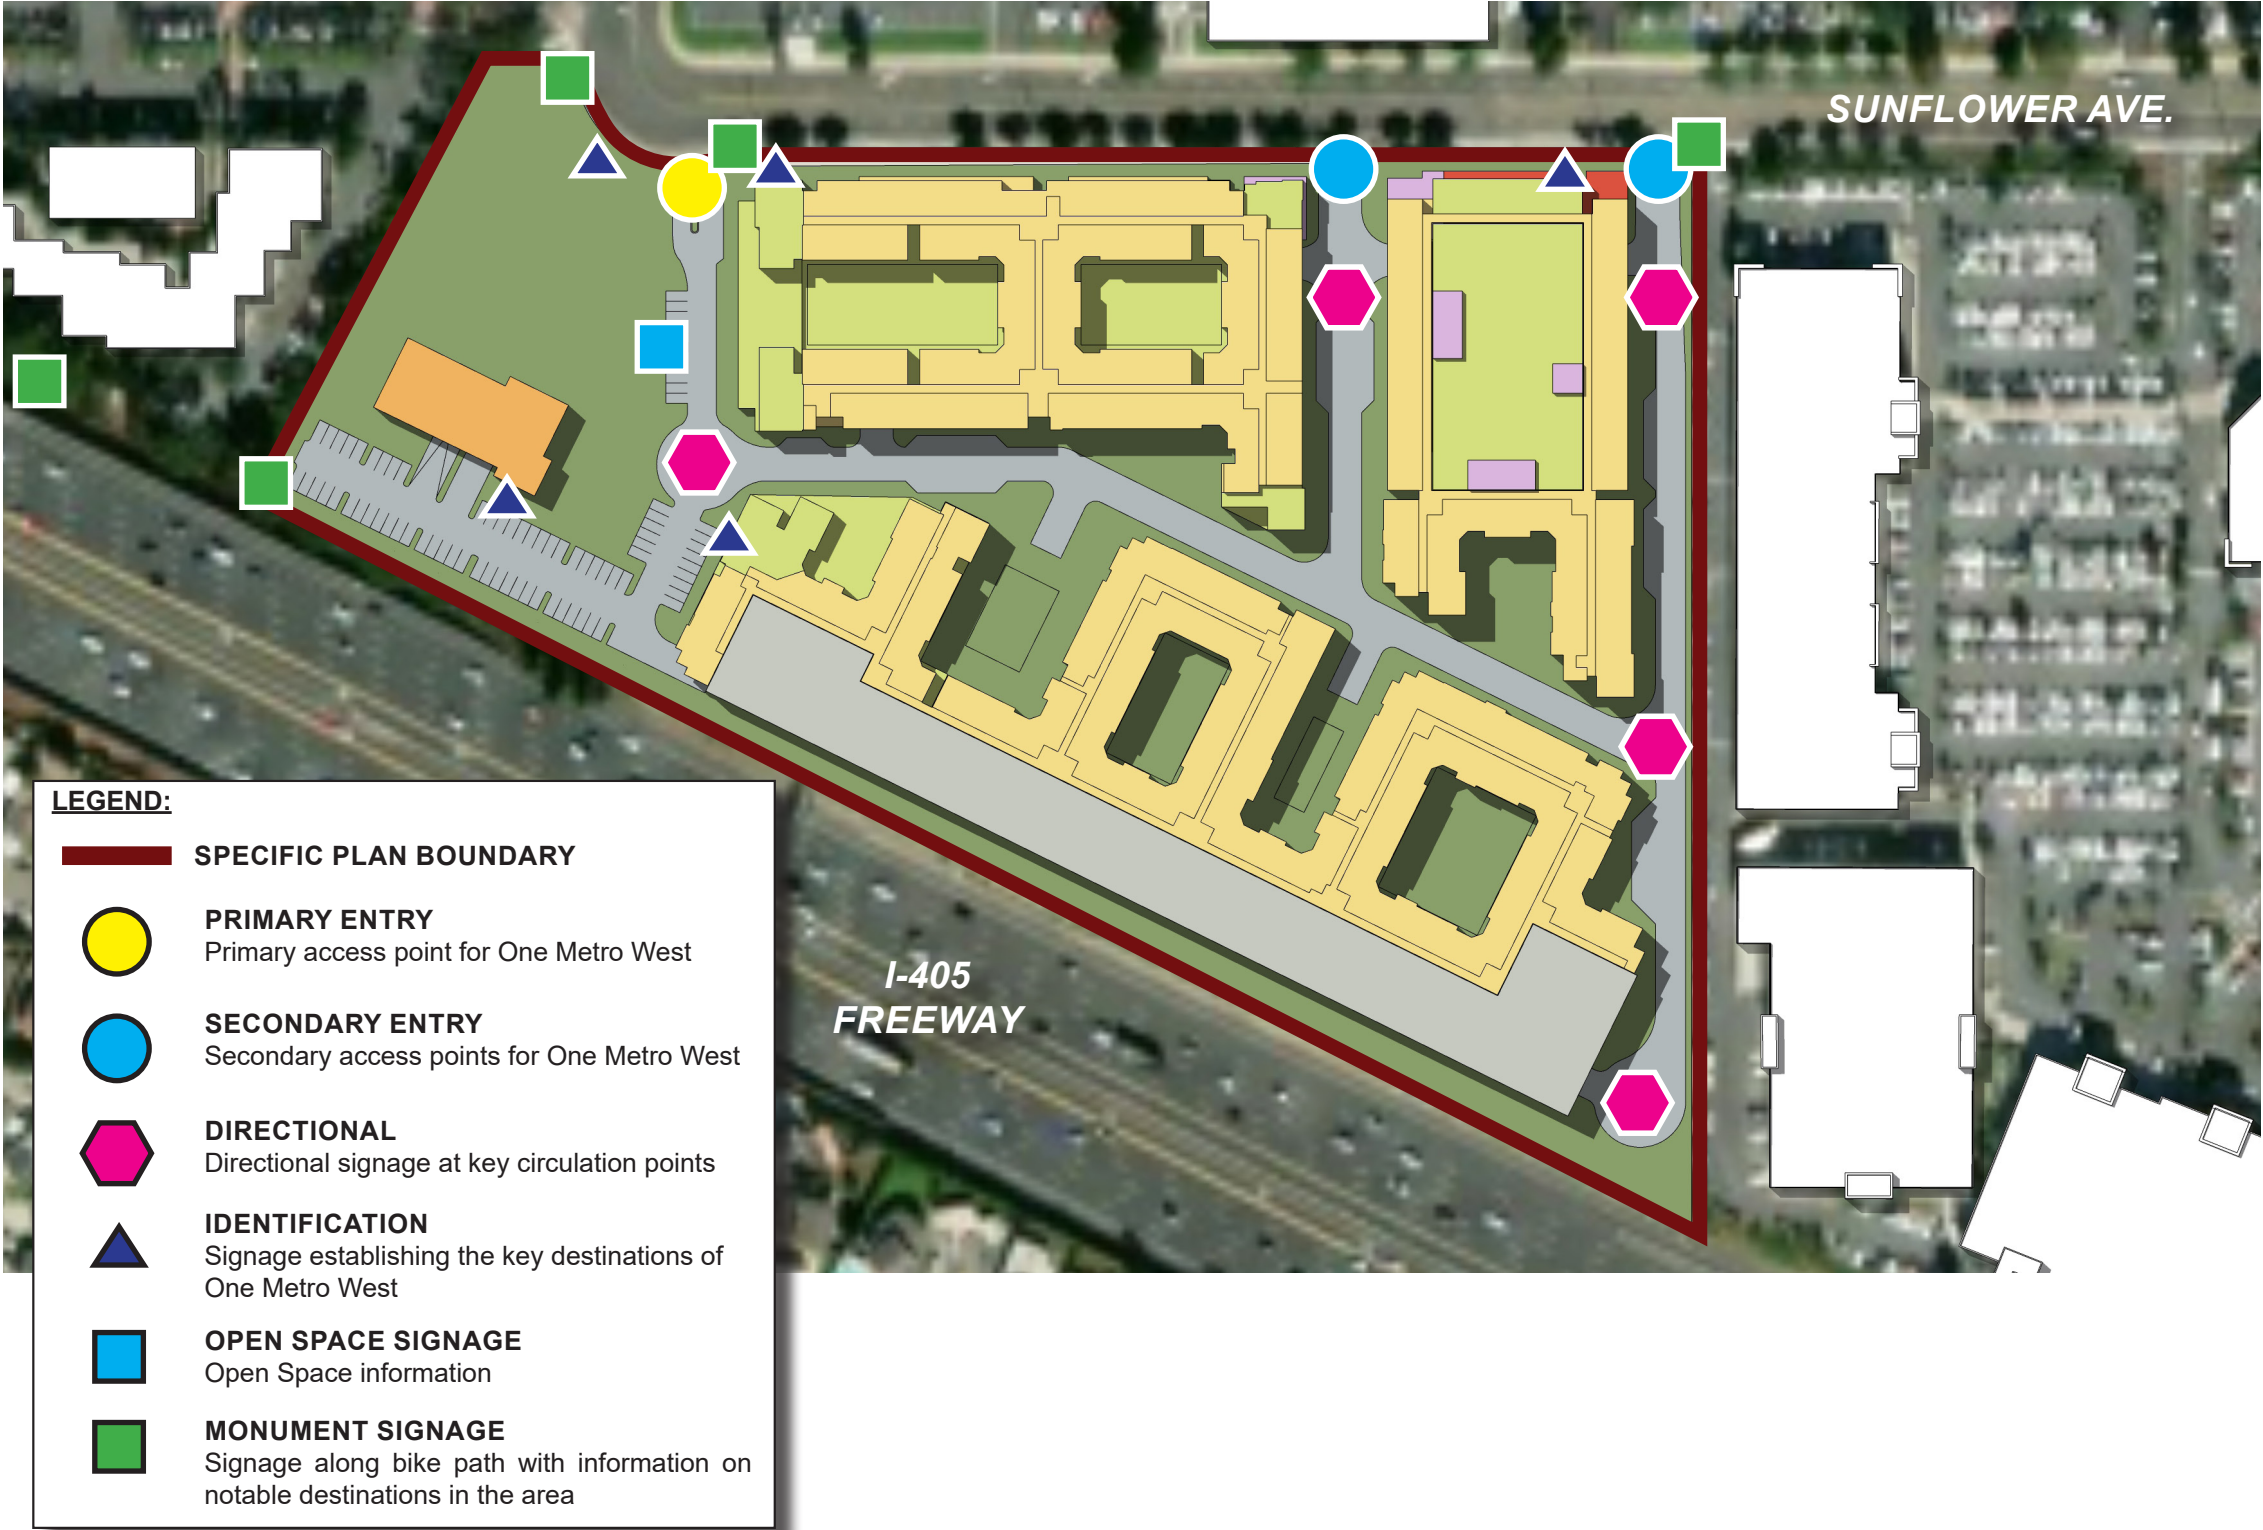 SUNFLOWER AVE.
I-405
FREEWAY
LEGEND:
SPECIFIC PLAN BOUNDARY
PRIMARY ENTRY
Primary access point for One Metro West
SECONDARY ENTRY
Secondary access points for One Metro West
DIRECTIONAL
Directional signage at key circulation points
IDENTIFICATION
Signage establishing the key destinations of
One Metro West
OPEN SPACE SIGNAGE
Open Space information
MONUMENT SIGNAGE
Signage along bike path with information on
notable destinations in the area